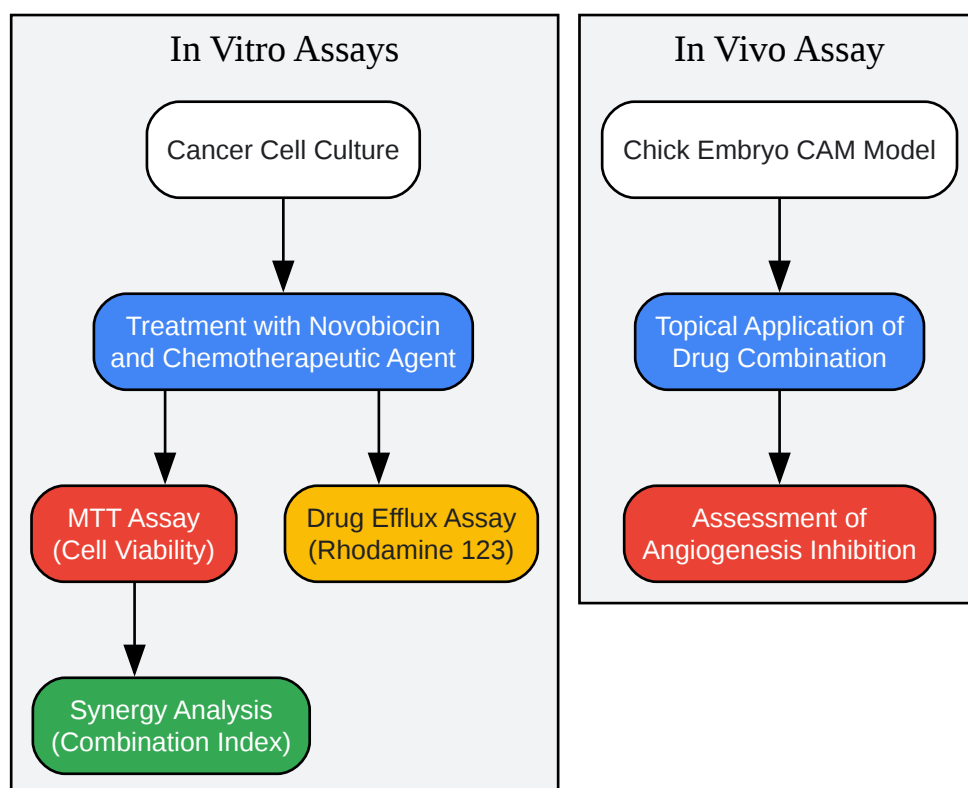 In Vitro Assays
Cancer Cell Culture
Treatment with Novobiocin
and Chemotherapeutic Agent
MTT Assay
(Cell Viability)
Drug Efflux Assay
(Rhodamine 123)
Synergy Analysis
(Combination Index)
In Vivo Assay
Chick Embryo CAM Model
Topical Application of
Drug Combination
Assessment of
Angiogenesis Inhibition